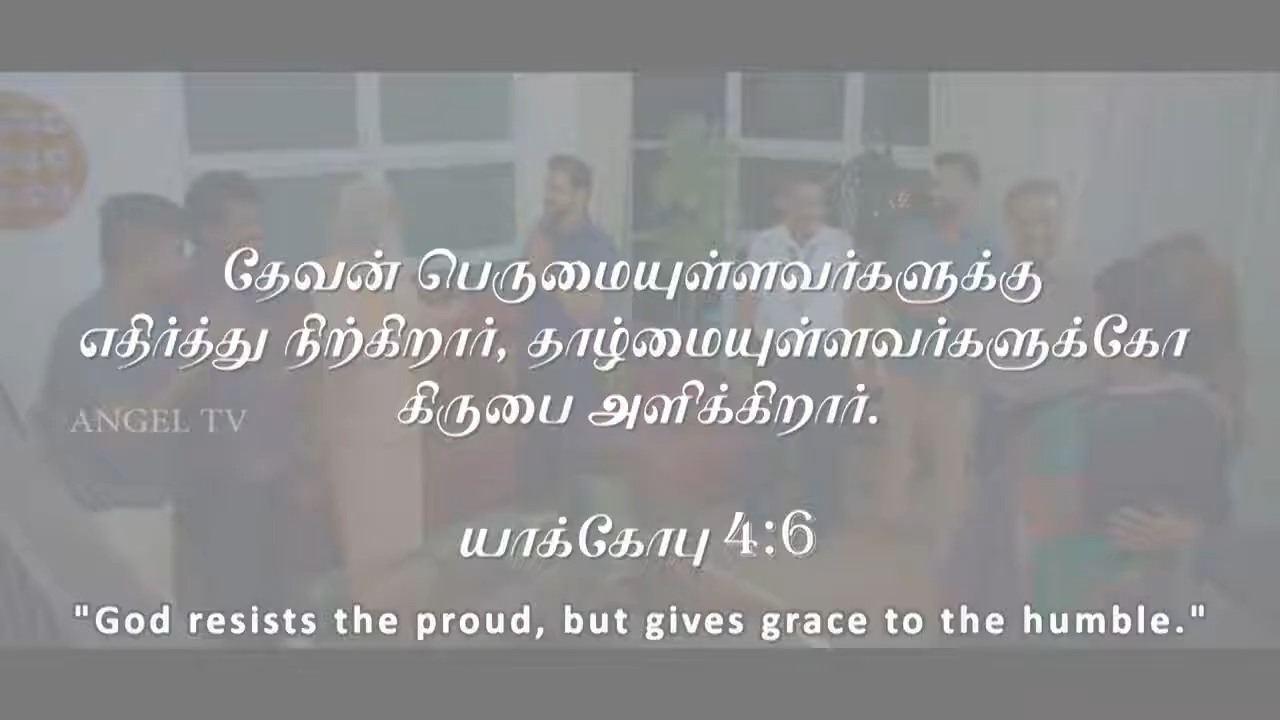 தேவன் பெருமையுள்ளவர்களுக்கு
எதிர்த்து நிற்கிறார், தாழ்மையுள்ளவர்களுக்கோ
கிருபை அளிக்கிறார்.
ANGEL TV
யாக்கோபு 4:6
"God resists the proud, but gives grace to the humble."